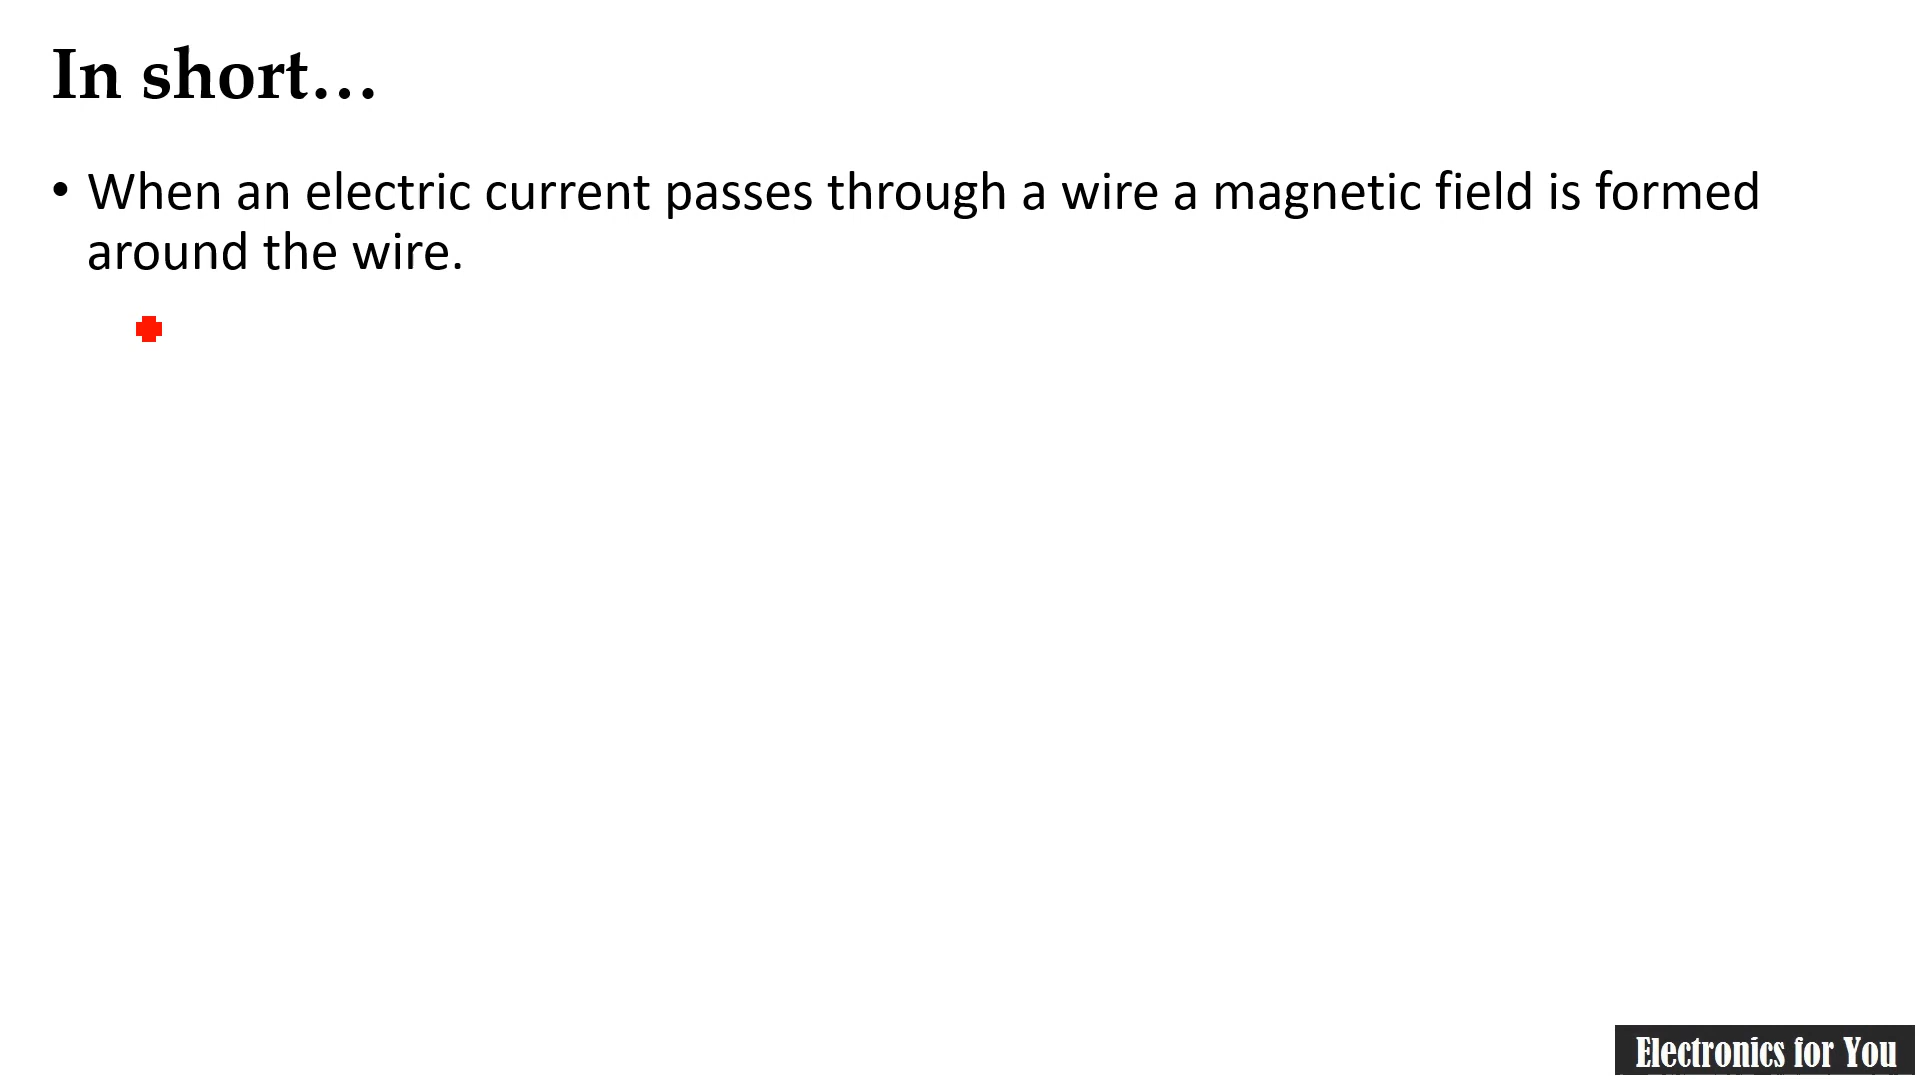 In short…
• When an electric current passes through a wire a magnetic field is formed
around the wire.
Electronics for You